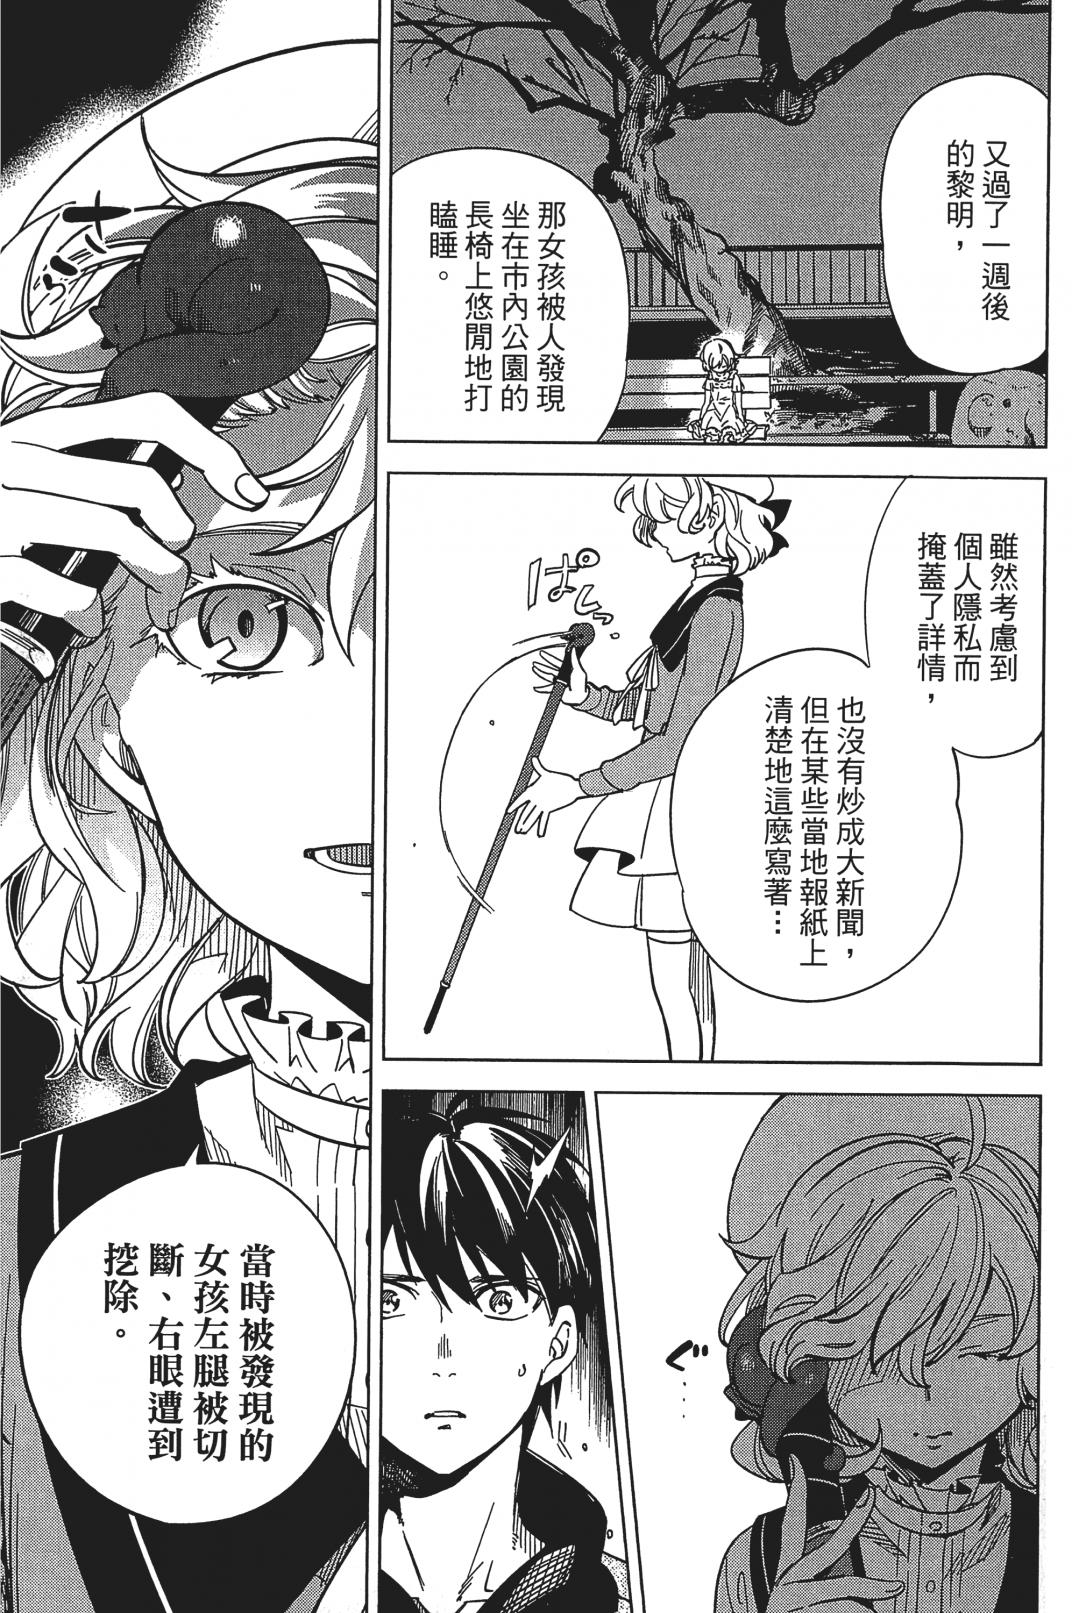 又過了一週後
的黎明，
那女孩被人發現
坐在市內公園的
長椅上悠閒地打
瞌睡。
雖然考慮到
個人隱私而
掩蓋了詳情，
也沒有炒成大新聞，
但在某些當地報紙上
清楚地這麼寫著…
ぱしっ
ぐ
當時被發現的
女孩左腿被切
斷、右眼遭到
挖除。